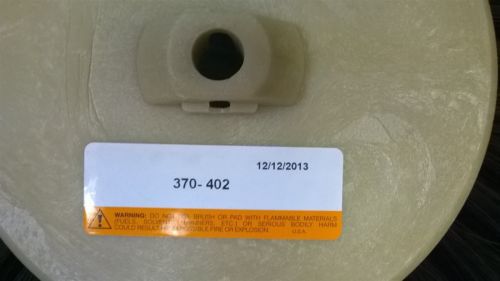 12/12/2013
370-402
WARNING: DO NOT USE BRUSH OR PAD WITH FLAMMABLE MATERIALS
(FUELS, SOLVENTS, THINNERS, ETC.) OR SERIOUS BODILY HARM
COULD RESULT FROM POSSIBLE FIRE OR EXPLOSION.
U.S.A.